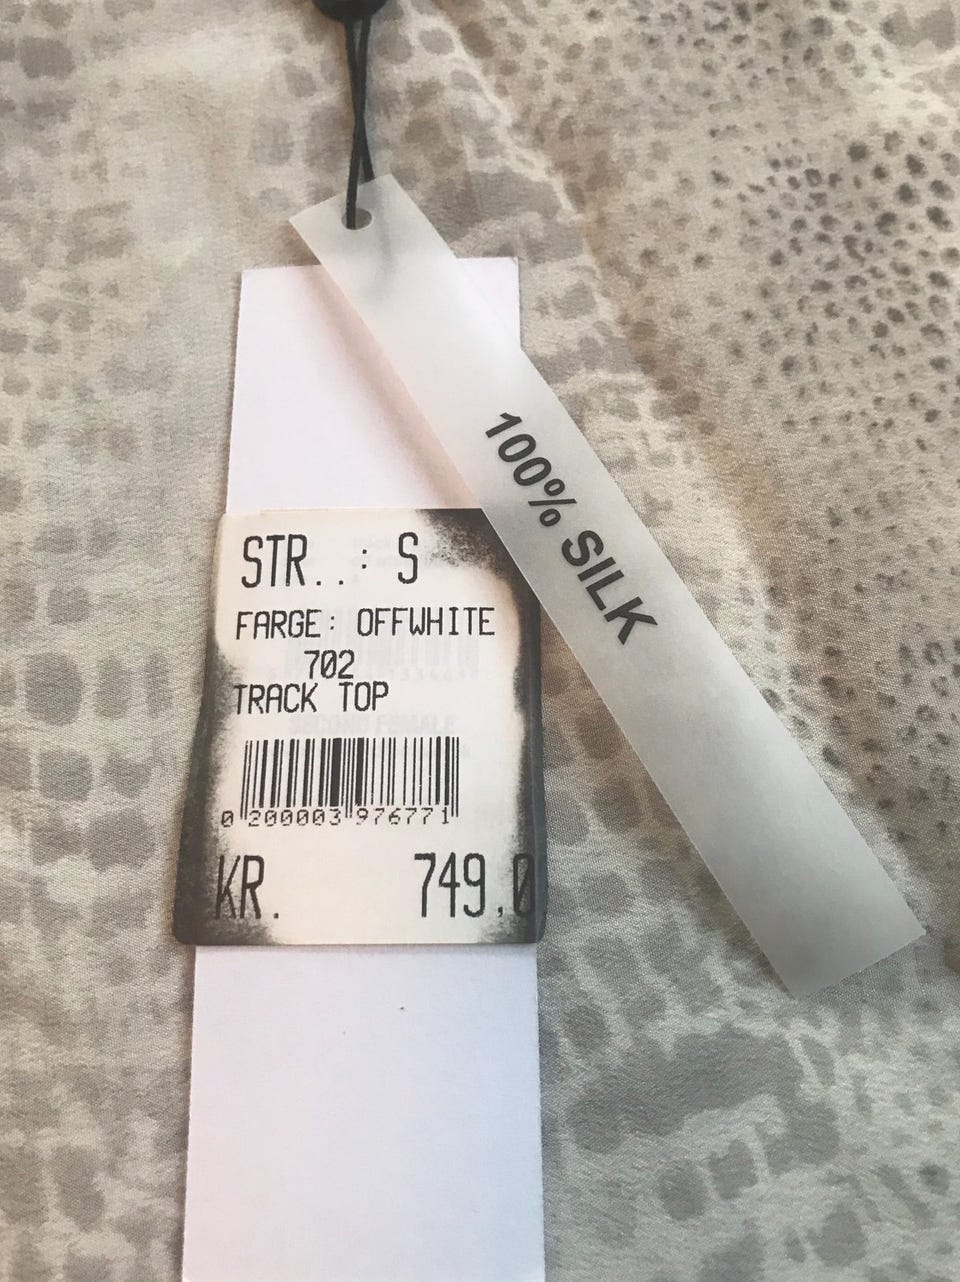 100% SILK
STR..: S
FARGE: OFFWHITE
702
TRACK TOP
0 200003 976771
KR. 749,0